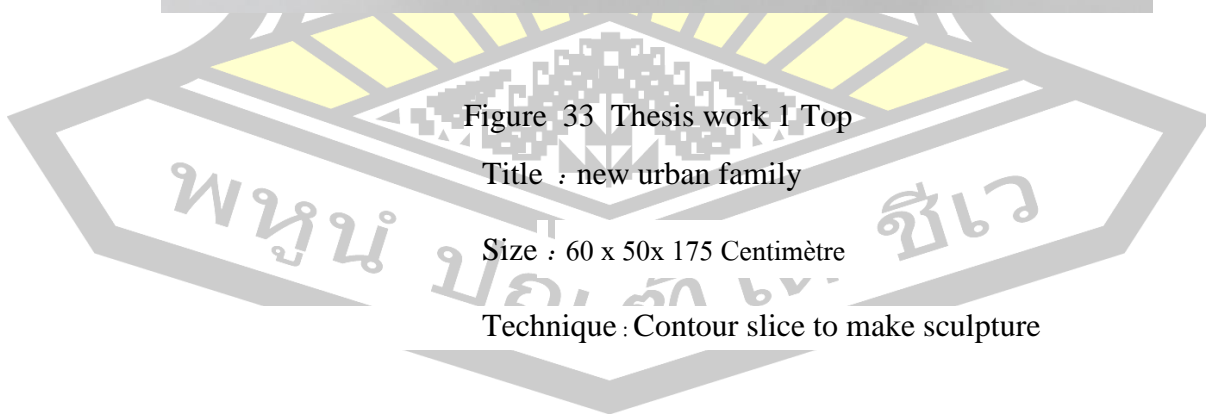 Figure 33 Thesis work 1 Top
Title : new urban family
Size : 60 x 50x 175 Centimètre
Technique : Contour slice to make sculpture
พหูนํ ชีเว